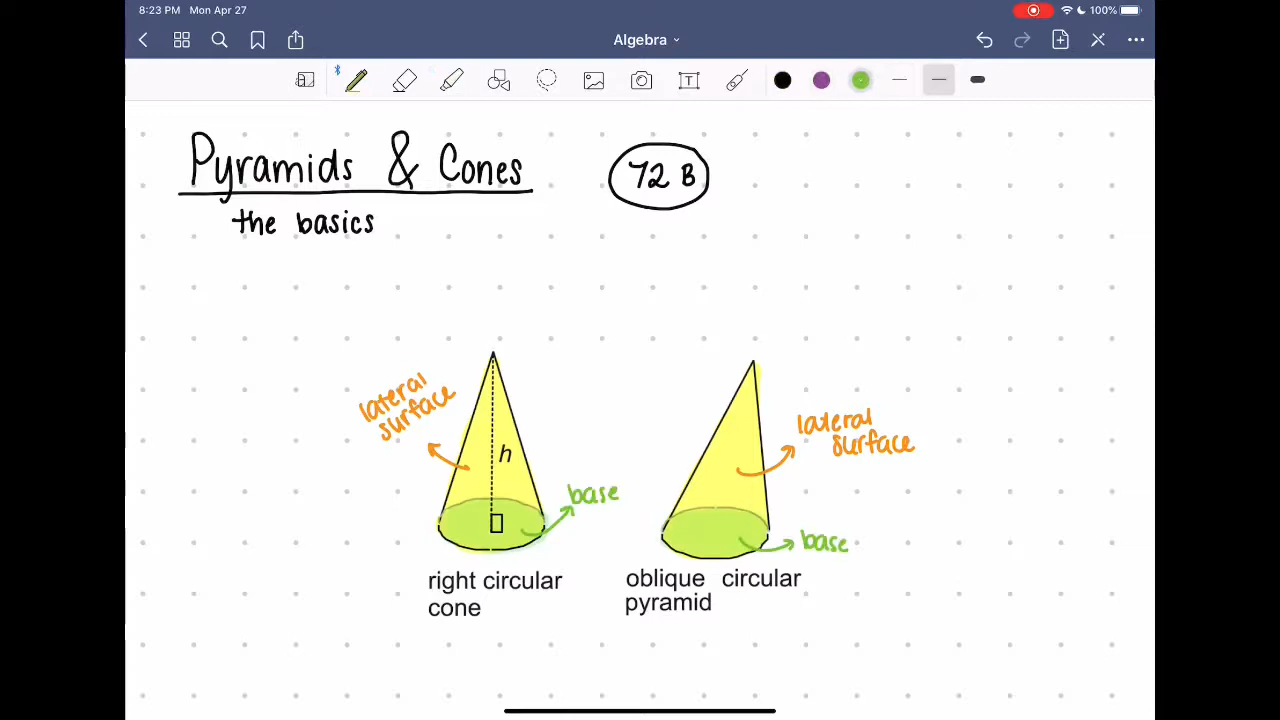 8:23 PM Mon Apr 27
100%
Algebra
T
Pyramids & Cones
72 B
the basics
lateral
surface
h
base
lateral
surface
base
right circular
cone
oblique circular
pyramid